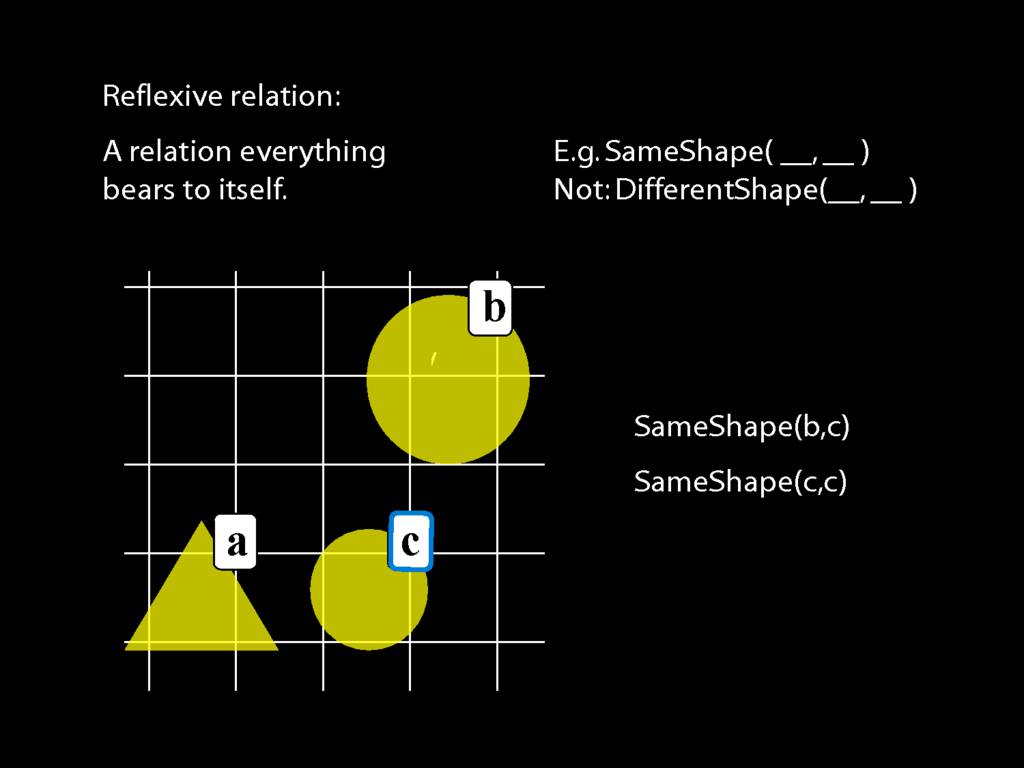 Reflexive relation:
A relation everything
bears to itself.
E.g. SameShape( __, __ )
Not: DifferentShape(__, __ )
b
a
c
SameShape(b,c)
SameShape(c,c)